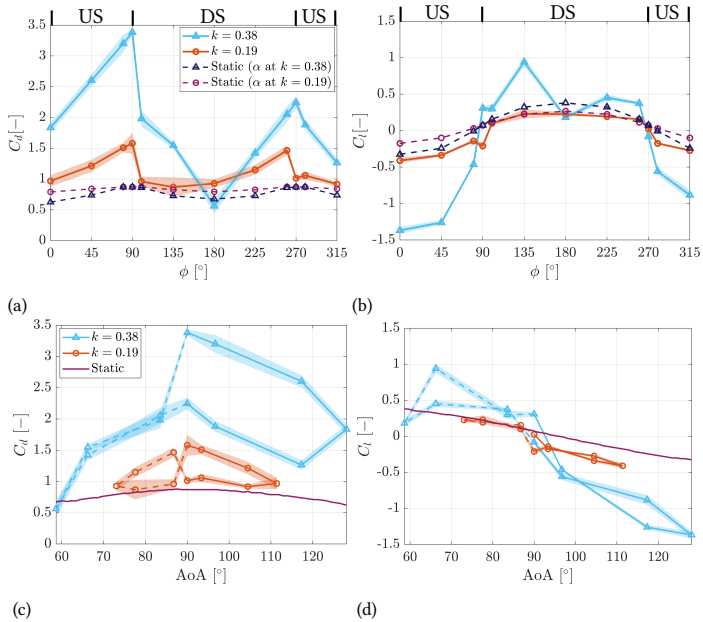 US DS US
3.5
3
2.5
2
1.5
1
0.5
0
C_d[−]
k = 0.38
k = 0.19
Static (α at k = 0.38)
Static (α at k = 0.19)
0 45 90 135 180 225 270 315
ϕ [°]
(a)
US DS US
1.5
1
0.5
0
-0.5
-1
-1.5
C_l[−]
0 45 90 135 180 225 270 315
ϕ [°]
(b)
3.5
3
2.5
2
1.5
1
0.5
0
C_d [−]
k = 0.38
k = 0.19
Static
60 70 80 90 100 110 120
AoA [°]
(c)
1.5
1
0.5
0
-0.5
-1
-1.5
C_l [−]
60 70 80 90 100 110 120
AoA [°]
(d)